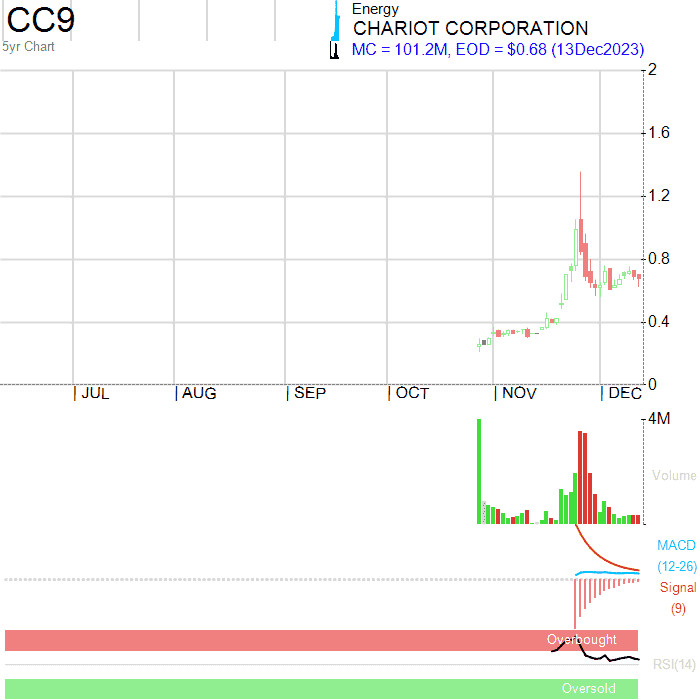 CC9
5yr Chart
Energy
CHARIOT CORPORATION
MC = 101.2M, EOD = $0.68 (13Dec2023)
2
1.6
1.2
0.8
0.4
0
JUL
AUG
SEP
OCT
NOV
DEC
4M
Volume
MACD
(12-26)
Signal
(9)
Overbought
RSI(14)
Oversold